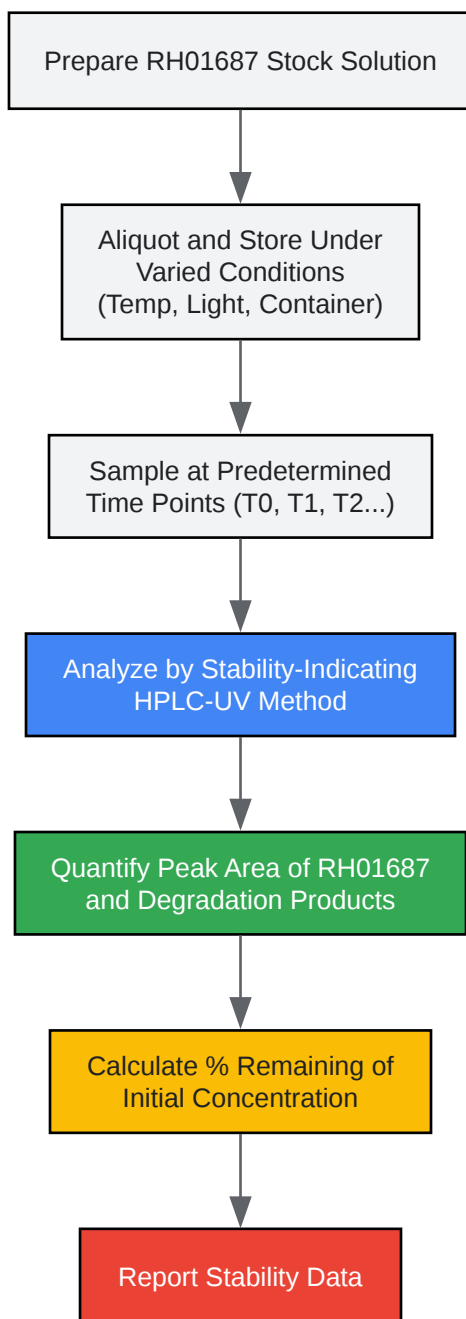 Prepare RH01687 Stock Solution
Aliquot and Store Under
Varied Conditions
(Temp, Light, Container)
Sample at Predetermined
Time Points (T0, T1, T2...)
Analyze by Stability-Indicating
HPLC-UV Method
Quantify Peak Area of RH01687
and Degradation Products
Calculate % Remaining of
Initial Concentration
Report Stability Data